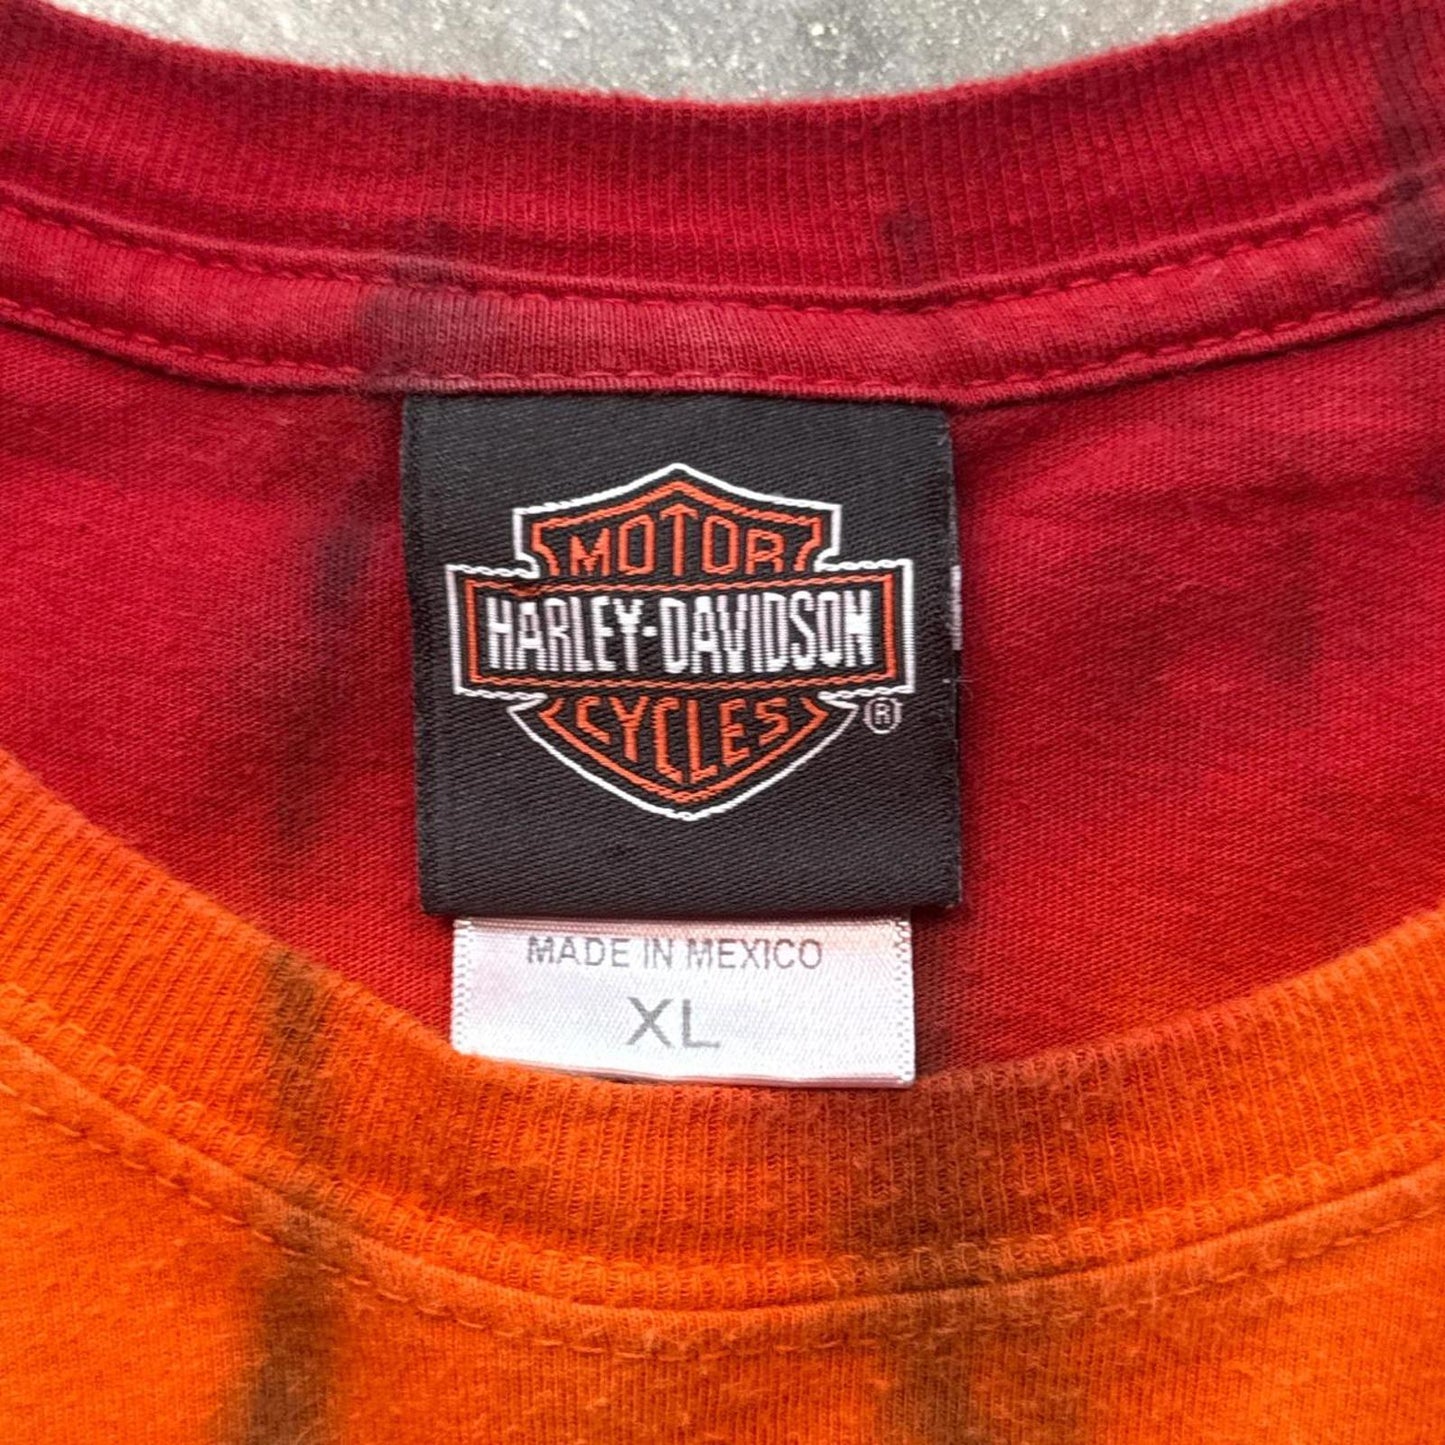 MOTOR
HARLEY-DAVIDSON
CYCLES
®
MADE IN MEXICO
XL